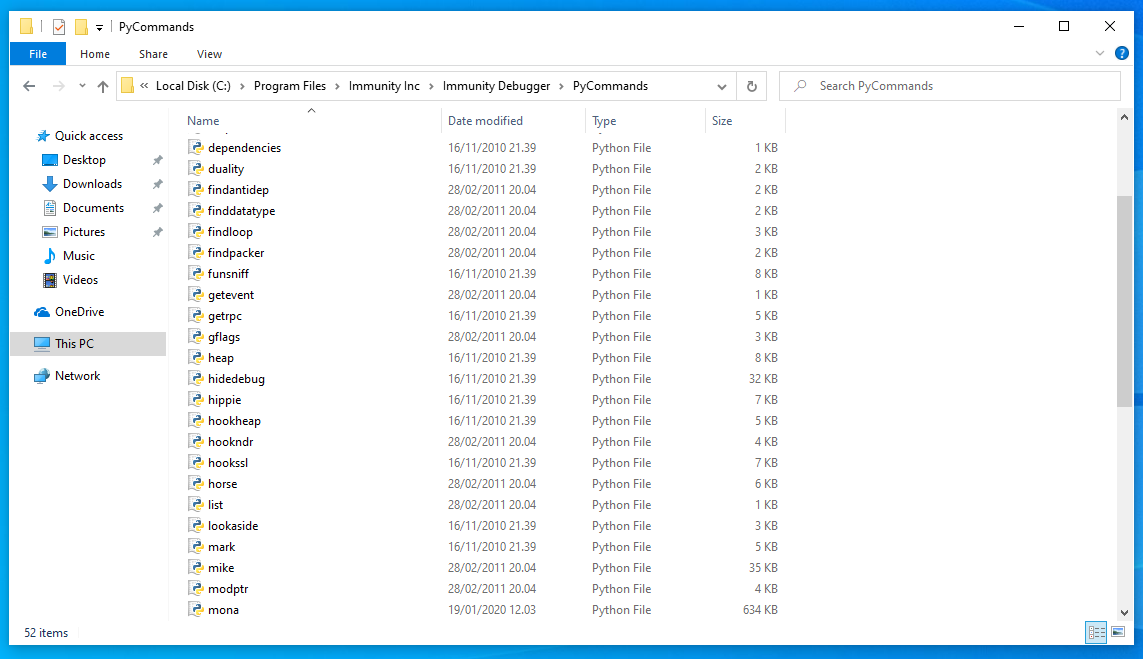 PyCommands
File Home Share View
« Local Disk (C:) > Program Files > Immunity Inc > Immunity Debugger > PyCommands
Search PyCommands
Quick access
Desktop
Downloads
Documents
Pictures
Music
Videos
OneDrive
This PC
Network
Name Date modified Type Size
dependencies 16/11/2010 21.39 Python File 1 KB
duality 16/11/2010 21.39 Python File 2 KB
findantidep 28/02/2011 20.04 Python File 2 KB
finddatatype 28/02/2011 20.04 Python File 2 KB
findloop 28/02/2011 20.04 Python File 3 KB
findpacker 28/02/2011 20.04 Python File 2 KB
funsniff 16/11/2010 21.39 Python File 8 KB
getevent 28/02/2011 20.04 Python File 1 KB
getrpc 16/11/2010 21.39 Python File 5 KB
gflags 28/02/2011 20.04 Python File 3 KB
heap 16/11/2010 21.39 Python File 8 KB
hidedebug 16/11/2010 21.39 Python File 32 KB
hippie 16/11/2010 21.39 Python File 7 KB
hookheap 16/11/2010 21.39 Python File 5 KB
hookndr 28/02/2011 20.04 Python File 4 KB
hookssl 16/11/2010 21.39 Python File 7 KB
horse 28/02/2011 20.04 Python File 6 KB
list 28/02/2011 20.04 Python File 1 KB
lookaside 16/11/2010 21.39 Python File 3 KB
mark 16/11/2010 21.39 Python File 5 KB
mike 28/02/2011 20.04 Python File 35 KB
modptr 28/02/2011 20.04 Python File 4 KB
mona 19/01/2020 12.03 Python File 634 KB
52 items